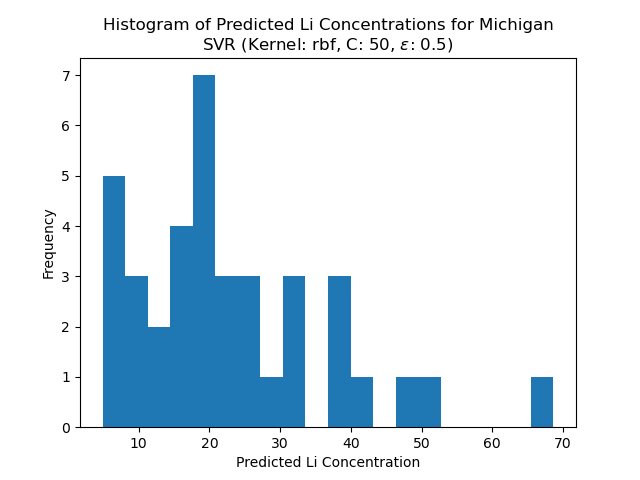 Histogram of Predicted Li Concentrations for Michigan
SVR (Kernel: rbf, C: 50, ε: 0.5)
7
6
5
4
3
2
1
0
Frequency
10 20 30 40 50 60 70
Predicted Li Concentration